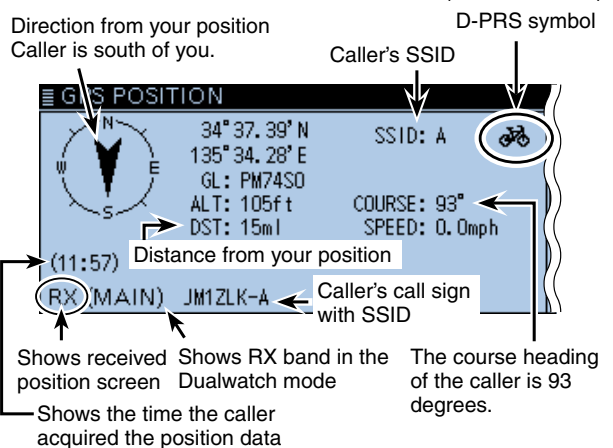 Direction from your position
Caller is south of you.
D-PRS symbol
Caller's SSID
GPS POSITION
N
W
E
S
34°37.39'N
135°34.28'E
GL: PM74SO
ALT: 105ft
DST: 15ml
SSID: A
COURSE: 93°
SPEED: 0.0mph
Distance from your position
(11:57)
RX (MAIN) JM1ZLK-A
Caller's call sign
with SSID
Shows received
position screen
Shows RX band in the
Dualwatch mode
The course heading
of the caller is 93
degrees.
Shows the time the caller
acquired the position data